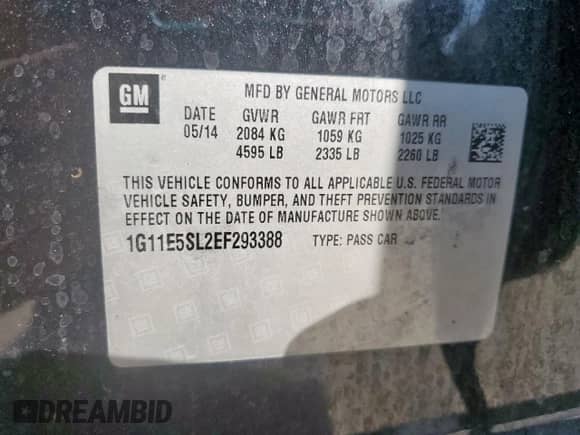 GM
MFD BY GENERAL MOTORS LLC
DATE GVWR GAWR FRT GAWR RR
05/14 2084 KG 1059 KG 1025 KG
4595 LB 2335 LB 2260 LB
THIS VEHICLE CONFORMS TO ALL APPLICABLE U.S. FEDERAL MOTOR
VEHICLE SAFETY, BUMPER, AND THEFT PREVENTION STANDARDS IN
EFFECT ON THE DATE OF MANUFACTURE SHOWN ABOVE.
1G11E5SL2EF293388 TYPE: PASS CAR
DREAMBID